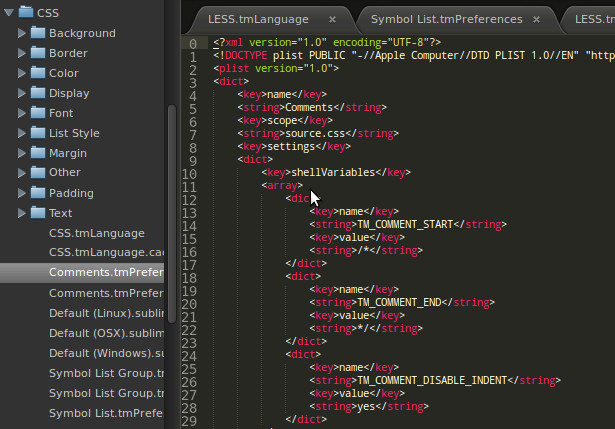 CSS
Background
Border
Color
Display
Font
List Style
Margin
Other
Padding
Text
CSS.tmLanguage
CSS.tmLanguage.ca
Comments.tmPrefer
Comments.tmPrefer
Default (Linux).sublim
Default (OSX).sublim
Default (Windows).su
Symbol List Group.tr
Symbol List Group.tr
Symbol List.tmPrefe
LESS.tmLanguage × Symbol List.tmPreferences × LESS.tm
0 <?xml version="1.0" encoding="UTF-8"?>
1 <!DOCTYPE plist PUBLIC "-//Apple Computer//DTD PLIST 1.0//EN" "http
2 <plist version="1.0">
3 <dict>
4 <key>name</key>
5 <string>Comments</string>
6 <key>scope</key>
7 <string>source.css</string>
8 <key>settings</key>
9 <dict>
10 <key>shellVariables</key>
11 <array>
12 <dict>
13 <key>name</key>
14 <string>TM_COMMENT_START</string>
15 <key>value</key>
16 <string>/*</string>
17 </dict>
18 <dict>
19 <key>name</key>
20 <string>TM_COMMENT_END</string>
21 <key>value</key>
22 <string>*/</string>
23 </dict>
24 <dict>
25 <key>name</key>
26 <string>TM_COMMENT_DISABLE_INDENT</string>
27 <key>value</key>
28 <string>yes</string>
29 </dict>